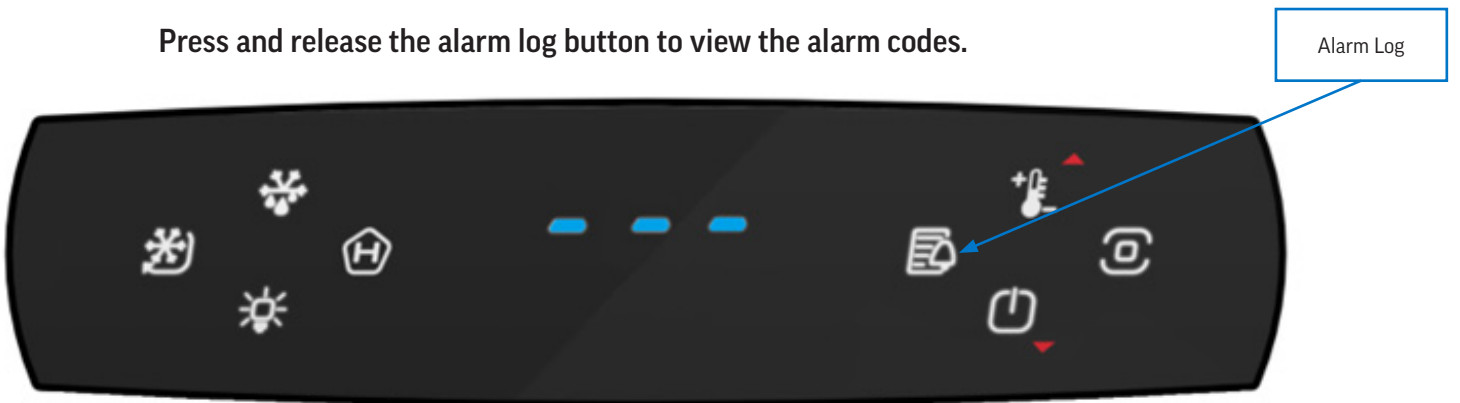 Press and release the alarm log button to view the alarm codes.
Alarm Log
- - -
H